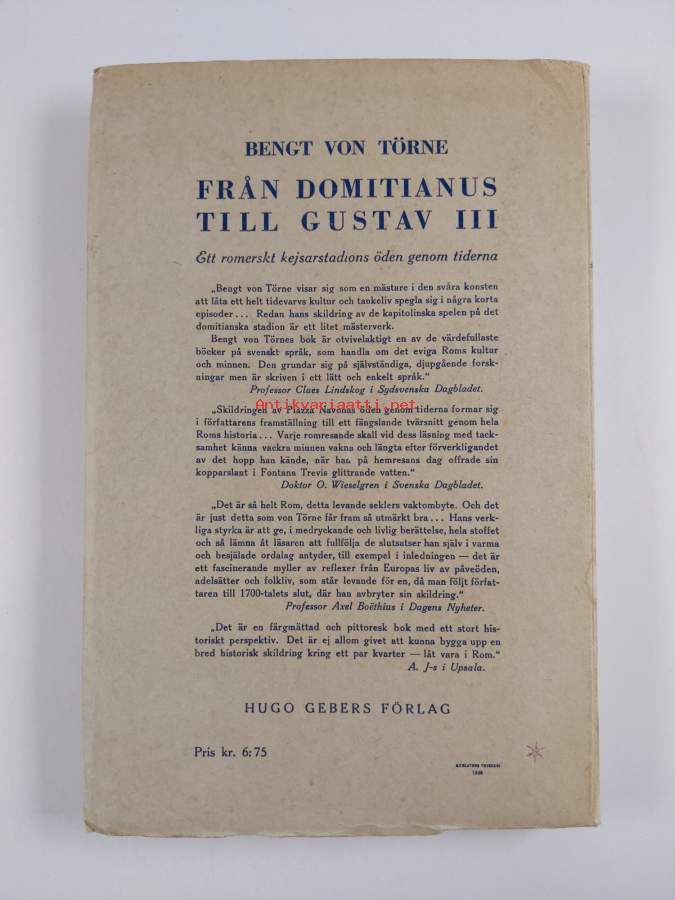 BENGT VON TÖRNE
FRÅN DOMITIANUS
TILL GUSTAV III
Ett romerskt kejsarstadions öden genom tiderna
„Bengt von Törne visar sig som en mästare i den svåra konsten
att låta ett helt tidevarvs kultur och tankeliv spegla sig i några korta
episoder... Redan hans skildring av de kapitolinska spelen på det
domitianska stadion är ett litet mästerverk.
Bengt von Törnes bok är otvivelaktigt en av de värdefullaste
böcker på svenskt språk, som handla om det eviga Roms kultur
och minnen. Den grundar sig på självständiga, djupgående forsk-
ningar men är skriven i ett lätt och enkelt språk.“
Professor Claes Lindskog i Sydsvenska Dagbladet.
Antikvariaatti.net
„Skildringen av Piazza Navonas öden genom tiderna formar sig
i författarens framställning till ett fängslande tvärsnitt genom hela
Roms historia... Varje romresande skall vid dess läsning med tack-
samhet känna vackra minnen vakna och längta efter förverkligandet
av det hopp han kände, när han på hemresans dag offrade sin
kopparslant i Fontana Trevis glittrande vatten.“
Doktor O. Wieselgren i Svenska Dagbladet.
„Det är så helt Rom, detta levande seklers vaktombyte. Och det
är just detta som von Törne får fram så utmärkt bra... Hans verk-
liga styrka är att ge, i medryckande och livlig berättelse, hela stoffet
och så lämna åt läsaren att fullfölja de slutsatser han själv i varma
och besjälade ordalag antyder, till exempel i inledningen — det är
ett fascinerande myller av reflexer från Europas liv av påveöden,
adelsätter och folkliv, som står levande för en, då man följt förfat-
taren till 1700-talets slut, där han avbryter sin skildring.“
Professor Axel Boëthius i Dagens Nyheter.
„Det är en färgmättad och pittoresk bok med ett stort his-
toriskt perspektiv. Det är ej allom givet att kunna bygga upp en
bred historisk skildring kring ett par kvarter — låt vara i Rom.“
A. J-s i Upsala.
HUGO GEBERS FÖRLAG
Pris kr. 6:75